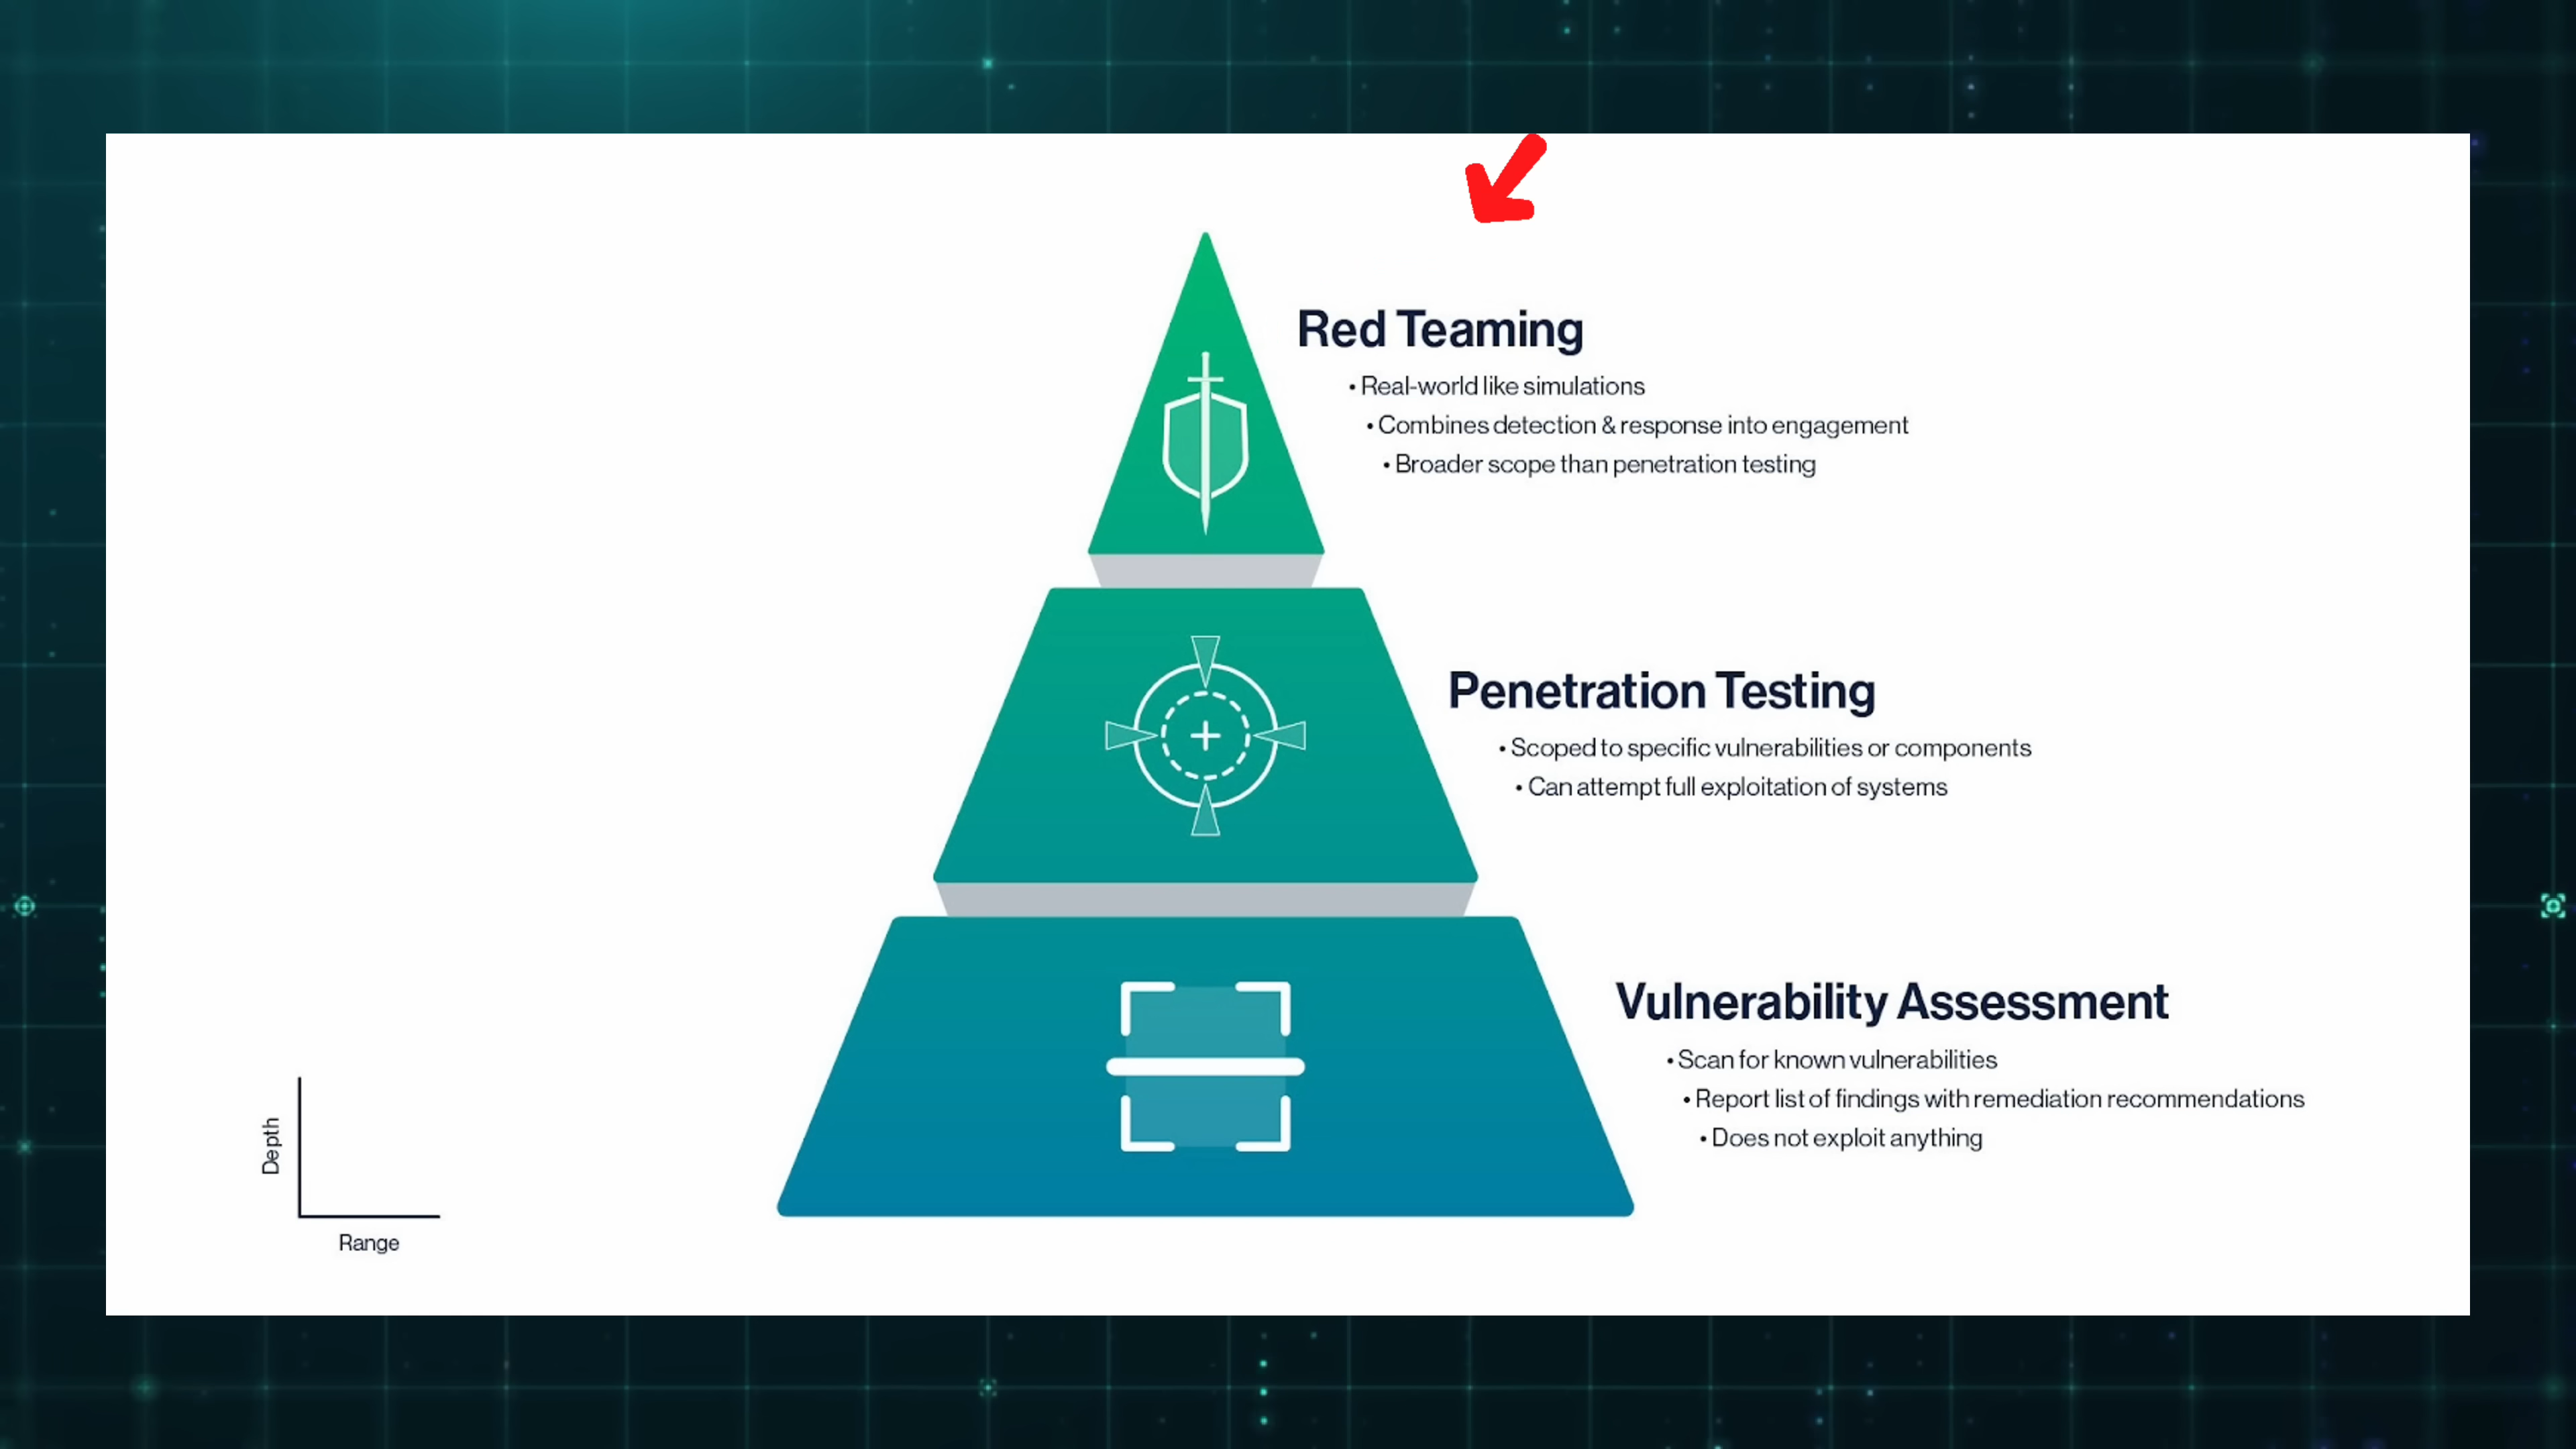 Red Teaming
• Real-world like simulations
• Combines detection & response into engagement
• Broader scope than penetration testing
Penetration Testing
• Scoped to specific vulnerabilities or components
• Can attempt full exploitation of systems
Vulnerability Assessment
• Scan for known vulnerabilities
• Report list of findings with remediation recommendations
• Does not exploit anything
Depth
Range